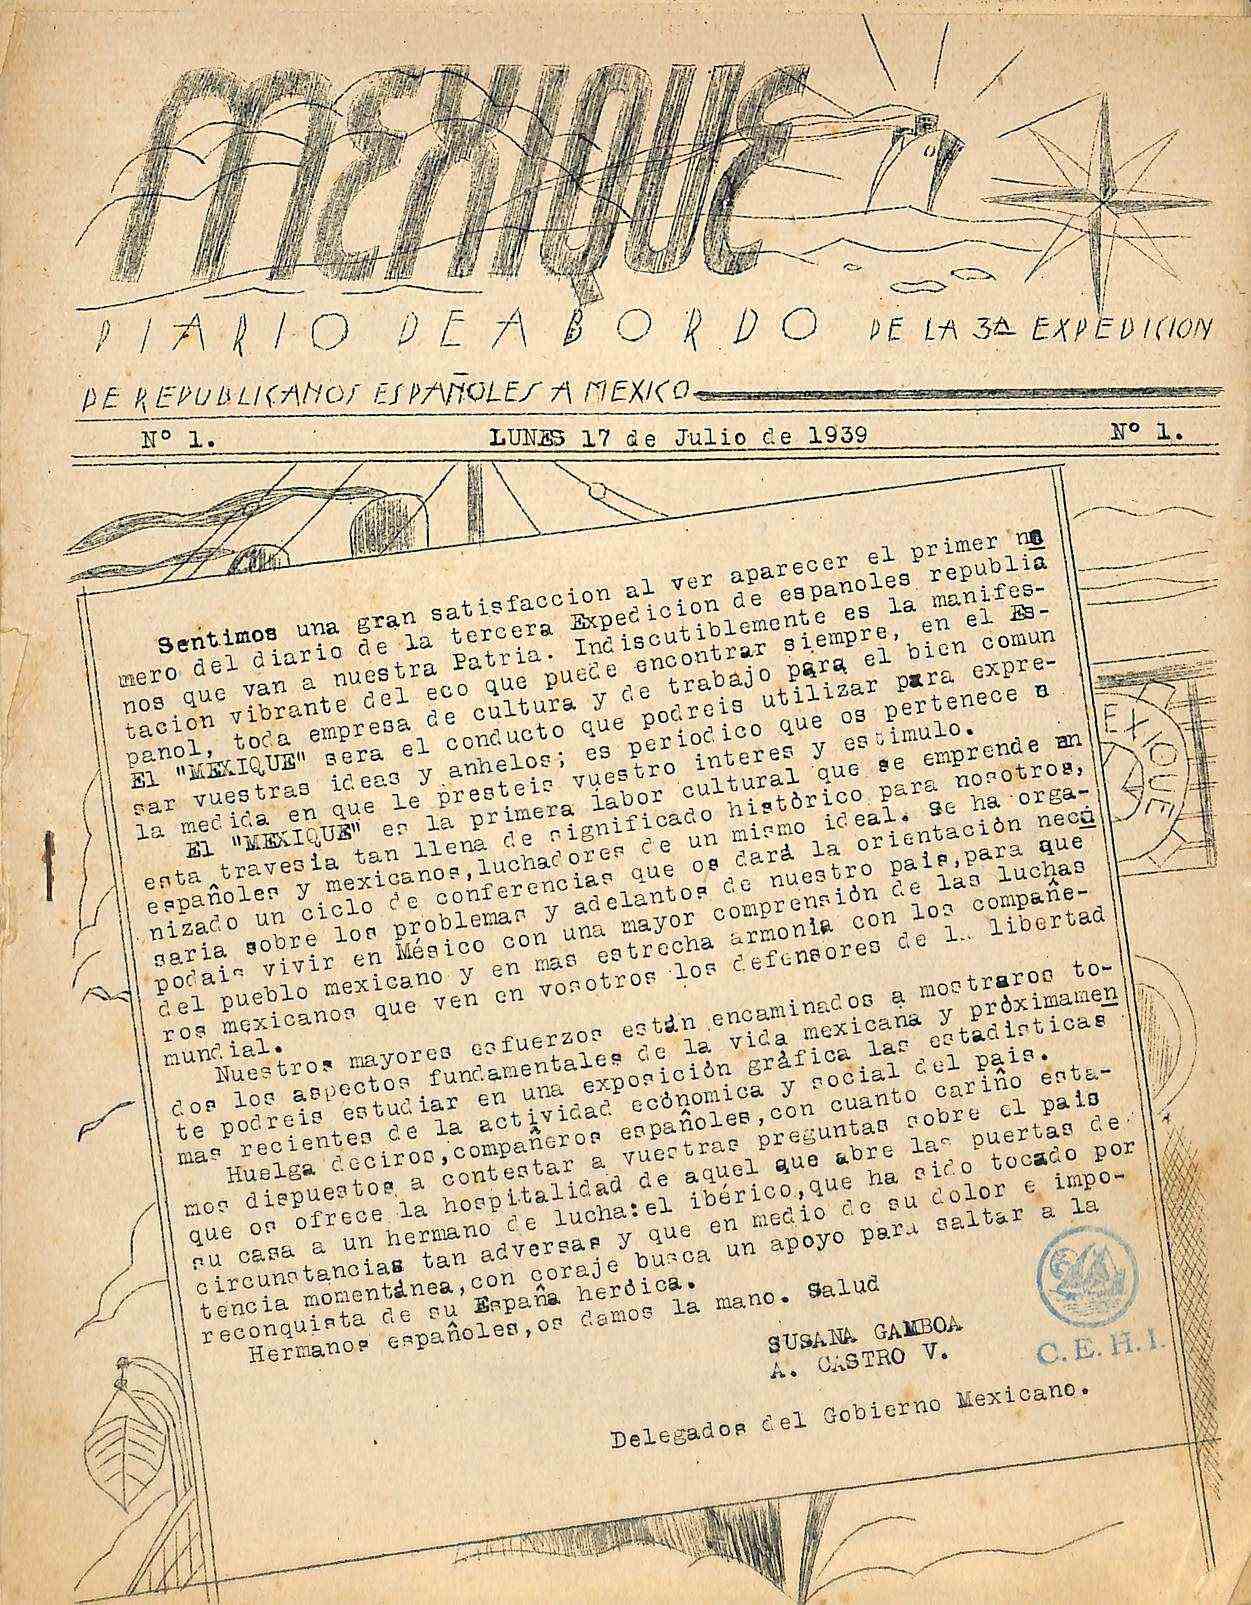 MEXIQUE
DIARIO DE ABORDO DE LA 3ª EXPEDICION
DE REPUBLICANOS ESPAÑOLES A MEXICO
Nº 1. LUNES 17 de Julio de 1939 Nº 1.
Sentimos una gran satisfaccion al ver aparecer el primer nu
mero del diario de la tercera Expedicion de espanoles republia
nos que van a nuestra Patria. Indiscutiblemente es la manifes-
tacion vibrante del eco que puede encontrar siempre, en el Es-
panol, toda empresa de cultura y de trabajo para el bien comun
El "MEXIQUE" sera el conducto que podreis utilizar para expre-
sar vuestras ideas y anhelos; es periodico que os pertenece a
la medida en que le presteis vuestro interes y estimulo.
El "MEXIQUE" es la primera labor cultural que se emprende en
esta travesia tan llena de significado histórico para nosotros,
españoles y mexicanos,luchadores de un mismo ideal. Se ha orga-
nizado un ciclo de conferencias que os dará la orientación nece
saria sobre los problemas y adelantos de nuestro pais,para que
podais vivir en Mésico con una mayor comprensión de las luchas
del pueblo mexicano y en mas estrecha armonia con los compañe-
ros mexicanos que ven en vosotros los defensores de la libertad
mundial.
Nuestros mayores esfuerzos están encaminados a mostraros to-
dos los aspectos fundamentales de la vida mexicana y próximamen
te podreis estudiar en una exposición gráfica las estadisticas
mas recientes de la actividad económica y social del pais.
Huelga deciros,compañeros españoles,con cuanto cariño esta-
mos dispuestos a contestar a vuestras preguntas sobre el pais
que os ofrece la hospitalidad de aquel que abre las puertas de
su casa a un hermano de lucha:el ibérico,que ha sido tocado por
circunstancias tan adversas y que en medio de su dolor e impo-
tencia momentánea,con coraje busca un apoyo para saltar a la
reconquista de su España heróica.
Hermanos españoles,os damos la mano. Salud
SUSANA GAMBOA
A. CASTRO V.
Delegados del Gobierno Mexicano.
EXIQUE
C.E.H.I.